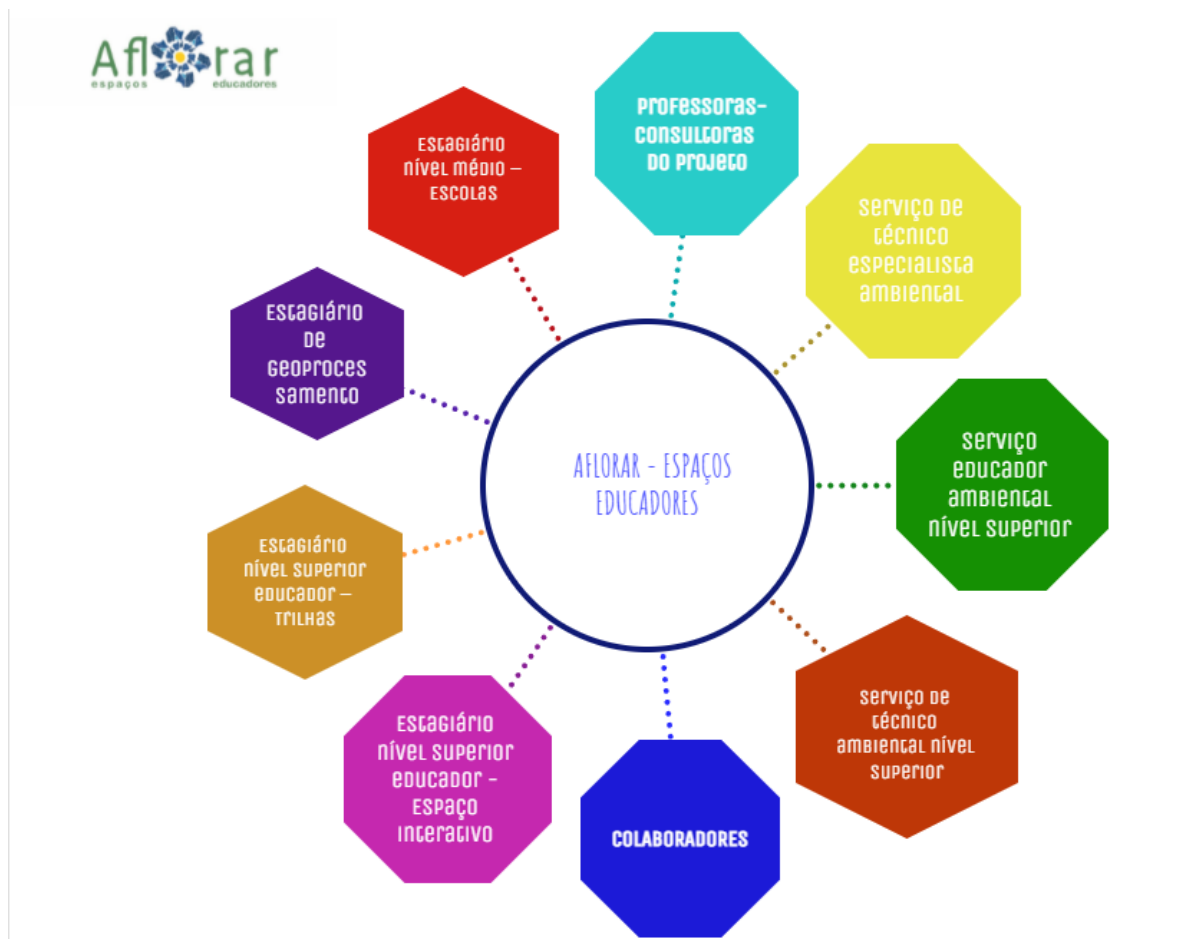 Aflorar
espaços educadores
Estagiário
nível médio –
Escolas
Professoras-
consultoras
do Projeto
Serviço de
técnico
especialista
ambiental
Estagiário
de
Geoproces
samento
Serviço
educador
ambiental
nível superior
AFLORAR - ESPAÇOS
EDUCADORES
Estagiário
nível superior
educador –
Trilhas
Serviço de
técnico
ambiental nível
superior
Estagiário
nível superior
educador -
Espaço
Interativo
COLABORADORES